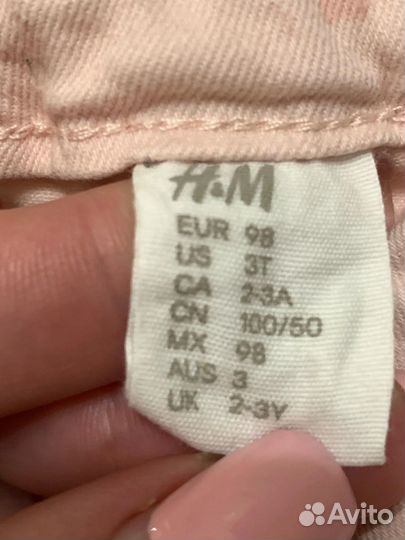 H&M
EUR 98
US 3T
CA 2-3A
CN 100/50
MX 98
AUS 3
UK 2-3Y
Avito